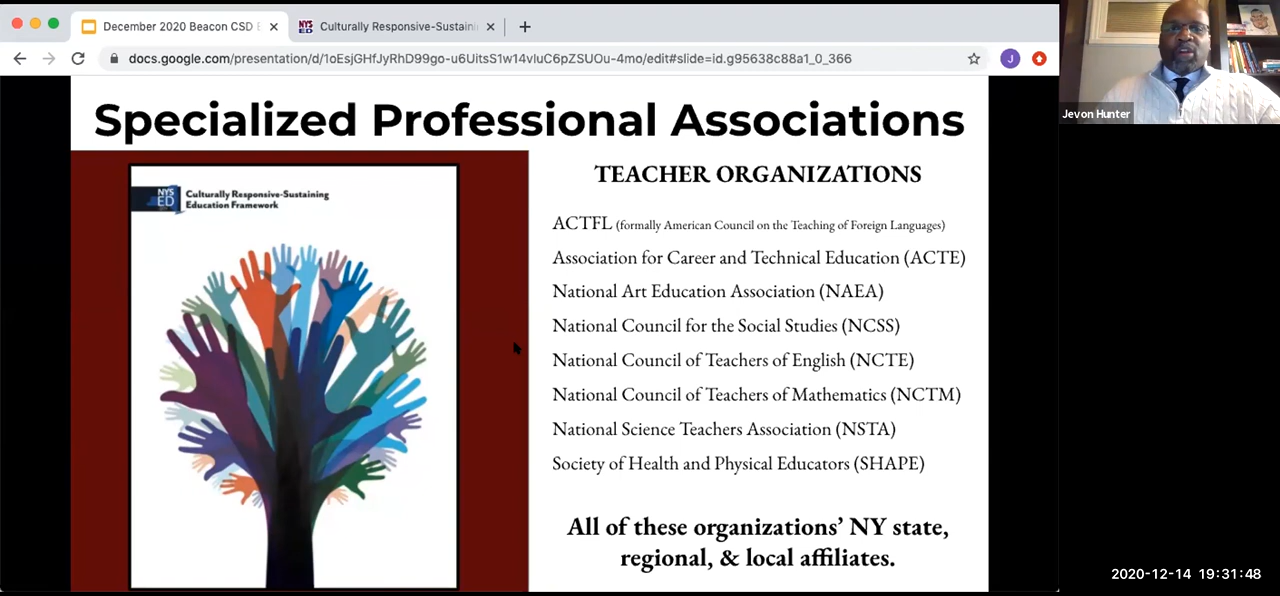 December 2020 Beacon CSD
Culturally Responsive-Sustain
docs.google.com/presentation/d/1oEsjGHfJyRhD99go-u6UitsS1w14vluC6pZSUOu-4mo/edit#slide=id.g95638c88a1_0_366
J
Jevon Hunter
Specialized Professional Associations
NYS
ED
Culturally Responsive-Sustaining
Education Framework
TEACHER ORGANIZATIONS
ACTFL (formally American Council on the Teaching of Foreign Languages)
Association for Career and Technical Education (ACTE)
National Art Education Association (NAEA)
National Council for the Social Studies (NCSS)
National Council of Teachers of English (NCTE)
National Council of Teachers of Mathematics (NCTM)
National Science Teachers Association (NSTA)
Society of Health and Physical Educators (SHAPE)
All of these organizations’ NY state,
regional, & local affiliates.
2020-12-14 19:31:48